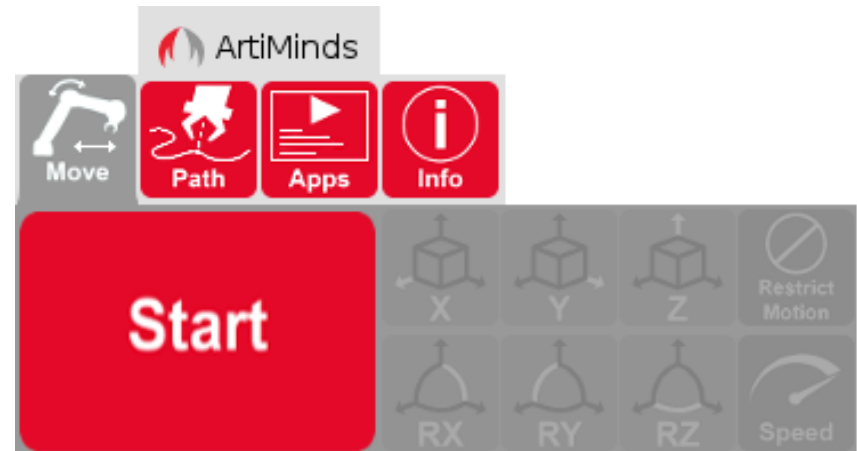 ArtiMinds
Move
Path
Apps
Info
Start
X
Y
Z
Restrict
Motion
RX
RY
RZ
Speed